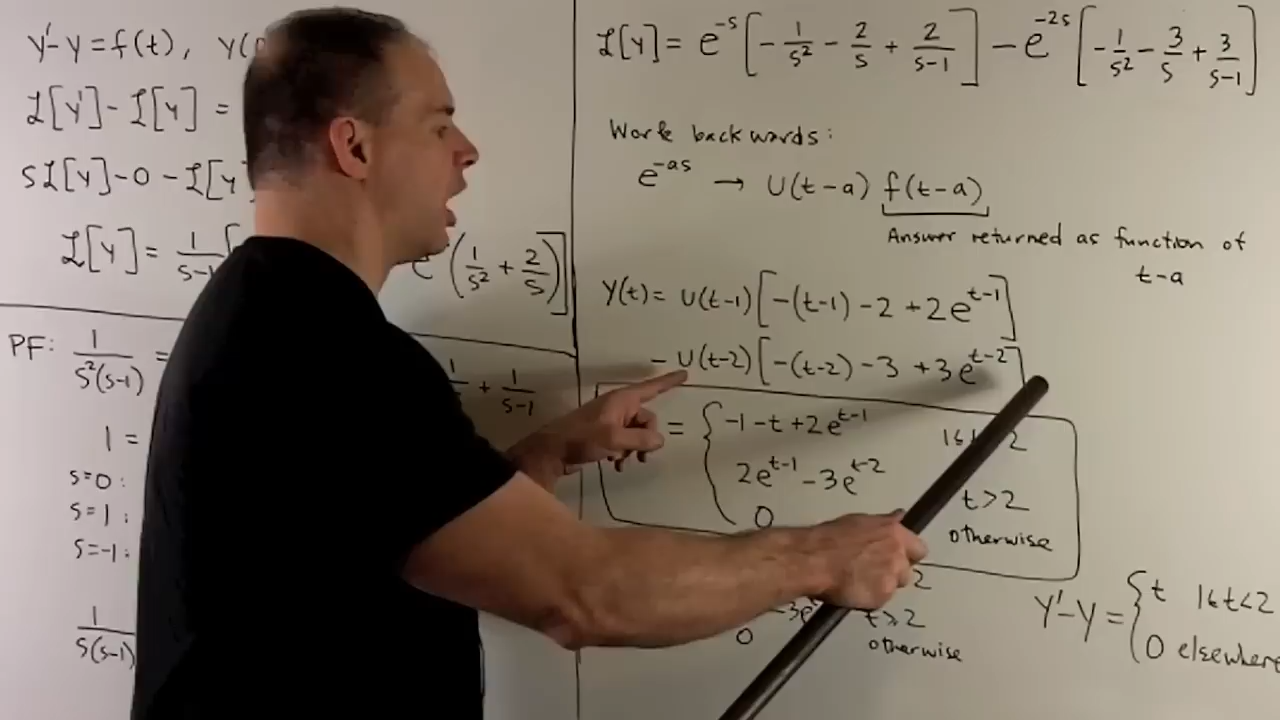 y'-y=f(t), y(
ℒ[y']-ℒ[y]=
sℒ[y]-0-ℒ[y
ℒ[y]=1/(s-1)[ e (1/s²+2/s)]
PF: 1/(s²(s-1)) = 1/ + 1/(s-1)
1=
s=0:
s=1:
s=-1:
1/(s(s-1))
ℒ[y]=e^{-s}[-1/s²-2/s+2/(s-1)]-e^{-2s}[-1/s²-3/s+3/(s-1)]
Work backwards:
e^{-as} → u(t-a) f(t-a)
Answer returned as function of
t-a
y(t)=u(t-1)[-(t-1)-2+2e^{t-1}]
-u(t-2)[-(t-2)-3+3e^{t-2}]
= { -1-t+2e^{t-1} 1≤t 2
2e^{t-1}-3e^{t-2} t>2
0 otherwise
2
-3e t≥2
0 otherwise
y'-y= { t 1≤t<2
0 elsewhere